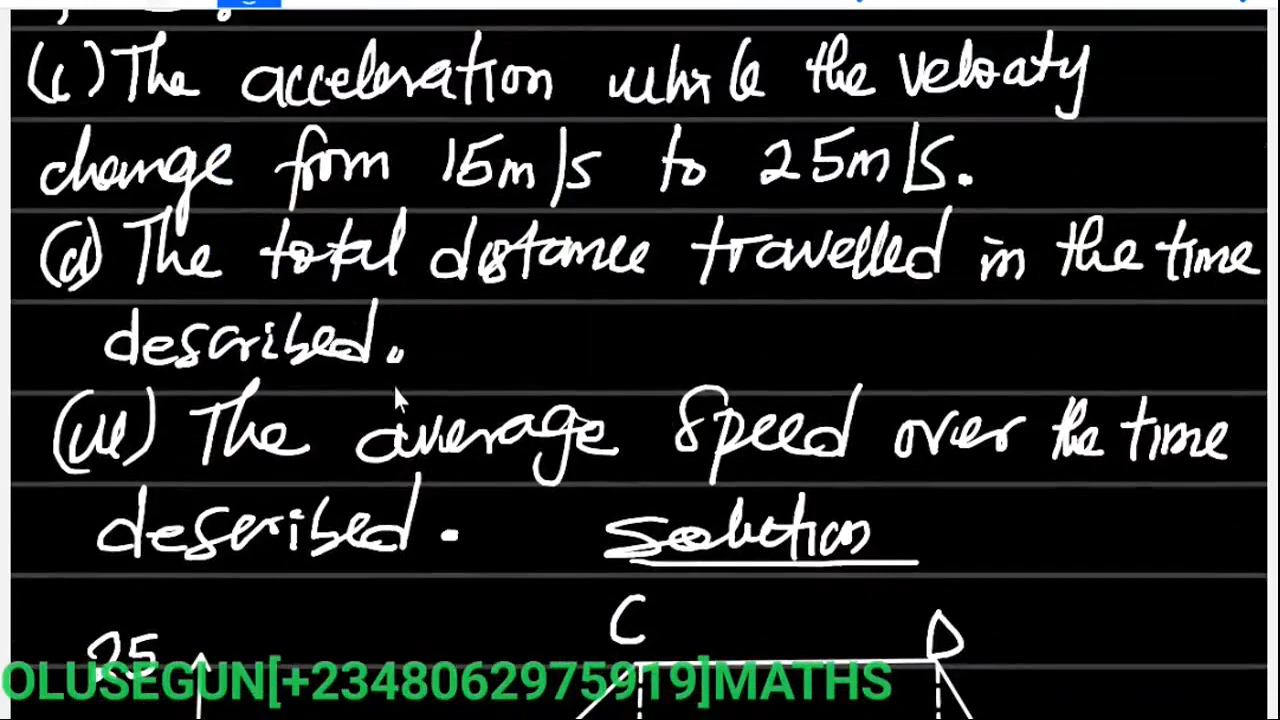 (c) The acceleration while the velocity
change from 15m/s to 25m/s.
(d) The total distance travelled in the time
described.
(iii) The average speed over the time
described. Solution
C D
25
OLUSEGUN[+2348062975919]MATHS